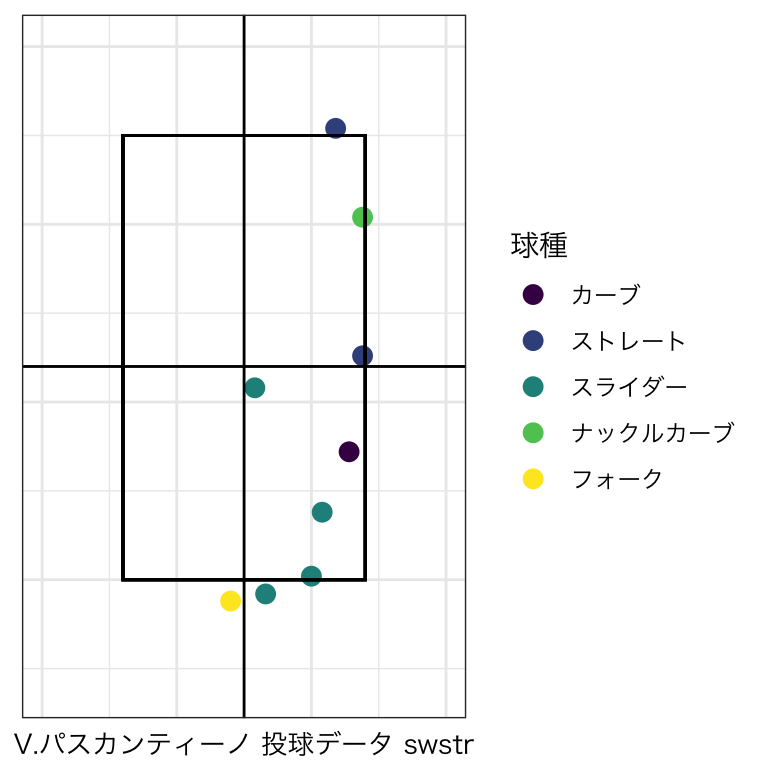 球種
カーブ
ストレート
スライダー
ナックルカーブ
フォーク
V.パスカンティーノ 投球データ swstr